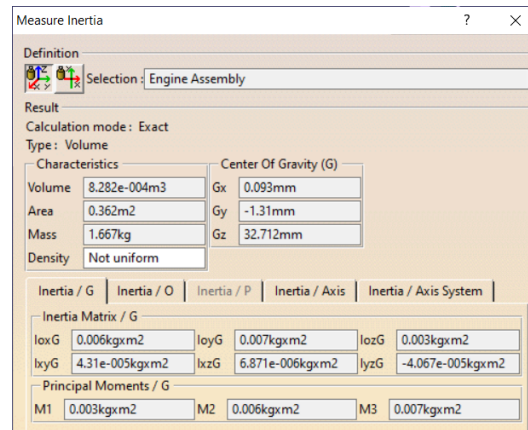 Measure Inertia ? ×
Definition
Selection : Engine Assembly
Result
Calculation mode : Exact
Type : Volume
Characteristics Center Of Gravity (G)
Volume 8.282e-004m3 Gx 0.093mm
Area 0.362m2 Gy -1.31mm
Mass 1.667kg Gz 32.712mm
Density Not uniform
Inertia / G Inertia / O Inertia / P Inertia / Axis Inertia / Axis System
Inertia Matrix / G
IoxG 0.006kgxm2 IoyG 0.007kgxm2 IozG 0.003kgxm2
IxyG 4.31e-005kgxm2 IxzG 6.871e-006kgxm2 IyzG -4.067e-005kgxm2
Principal Moments / G
M1 0.003kgxm2 M2 0.006kgxm2 M3 0.007kgxm2